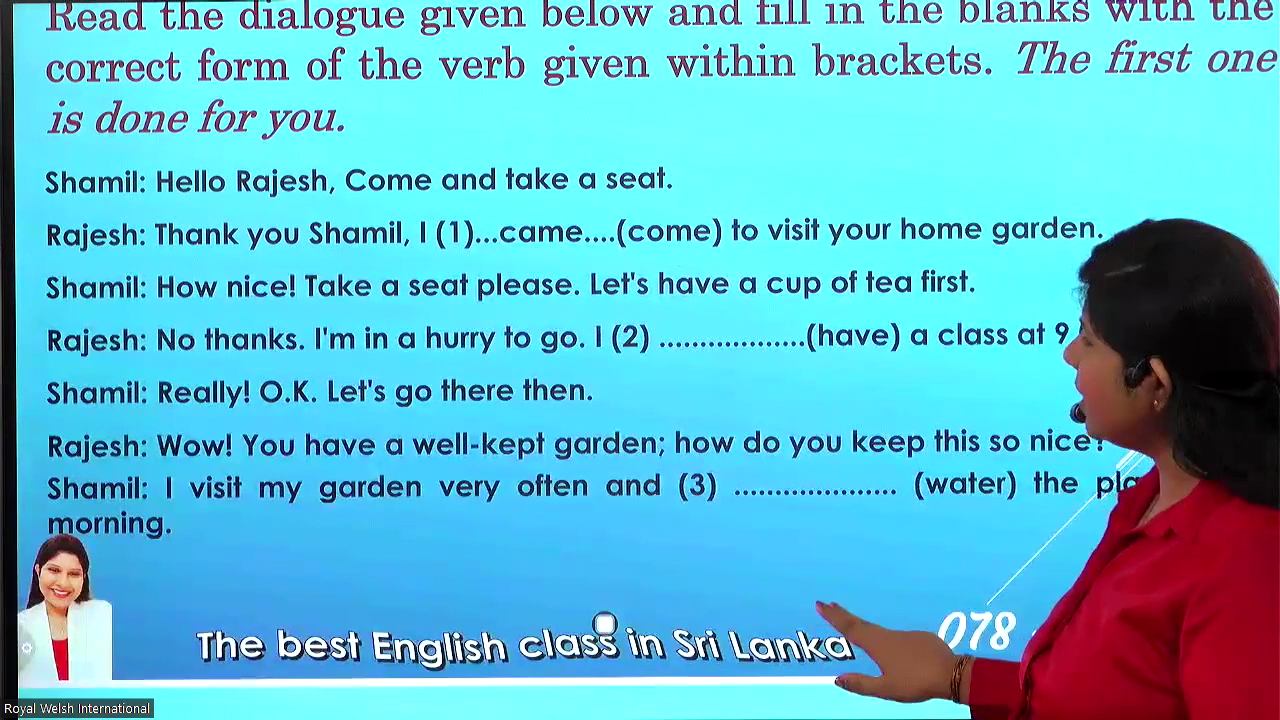 Read the dialogue given below and fill in the blanks with the
correct form of the verb given within brackets. The first one
is done for you.
Shamil: Hello Rajesh, Come and take a seat.
Rajesh: Thank you Shamil, I (1)...came....(come) to visit your home garden.
Shamil: How nice! Take a seat please. Let's have a cup of tea first.
Rajesh: No thanks. I'm in a hurry to go. I (2) ..................(have) a class at 9
Shamil: Really! O.K. Let's go there then.
Rajesh: Wow! You have a well-kept garden; how do you keep this so nice?
Shamil: I visit my garden very often and (3) .................... (water) the
morning.
The best English class in Sri Lanka
078
Royal Welsh International